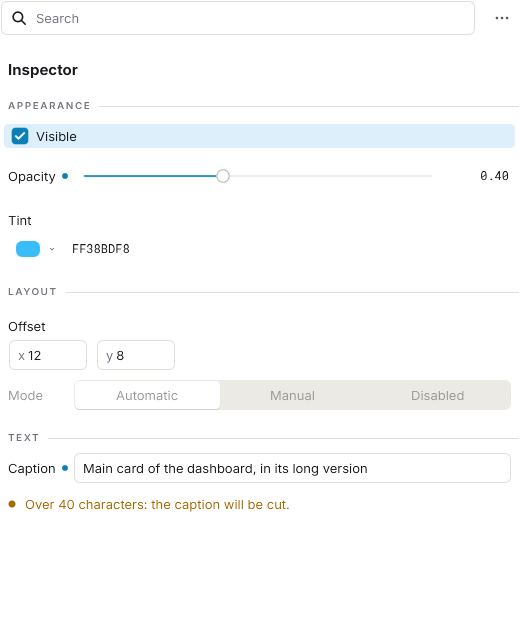 Search
Inspector
APPEARANCE
Visible
Opacity 0.40
Tint
FF38BDF8
LAYOUT
Offset
x 12 y 8
Mode Automatic Manual Disabled
TEXT
Caption Main card of the dashboard, in its long version
Over 40 characters: the caption will be cut.